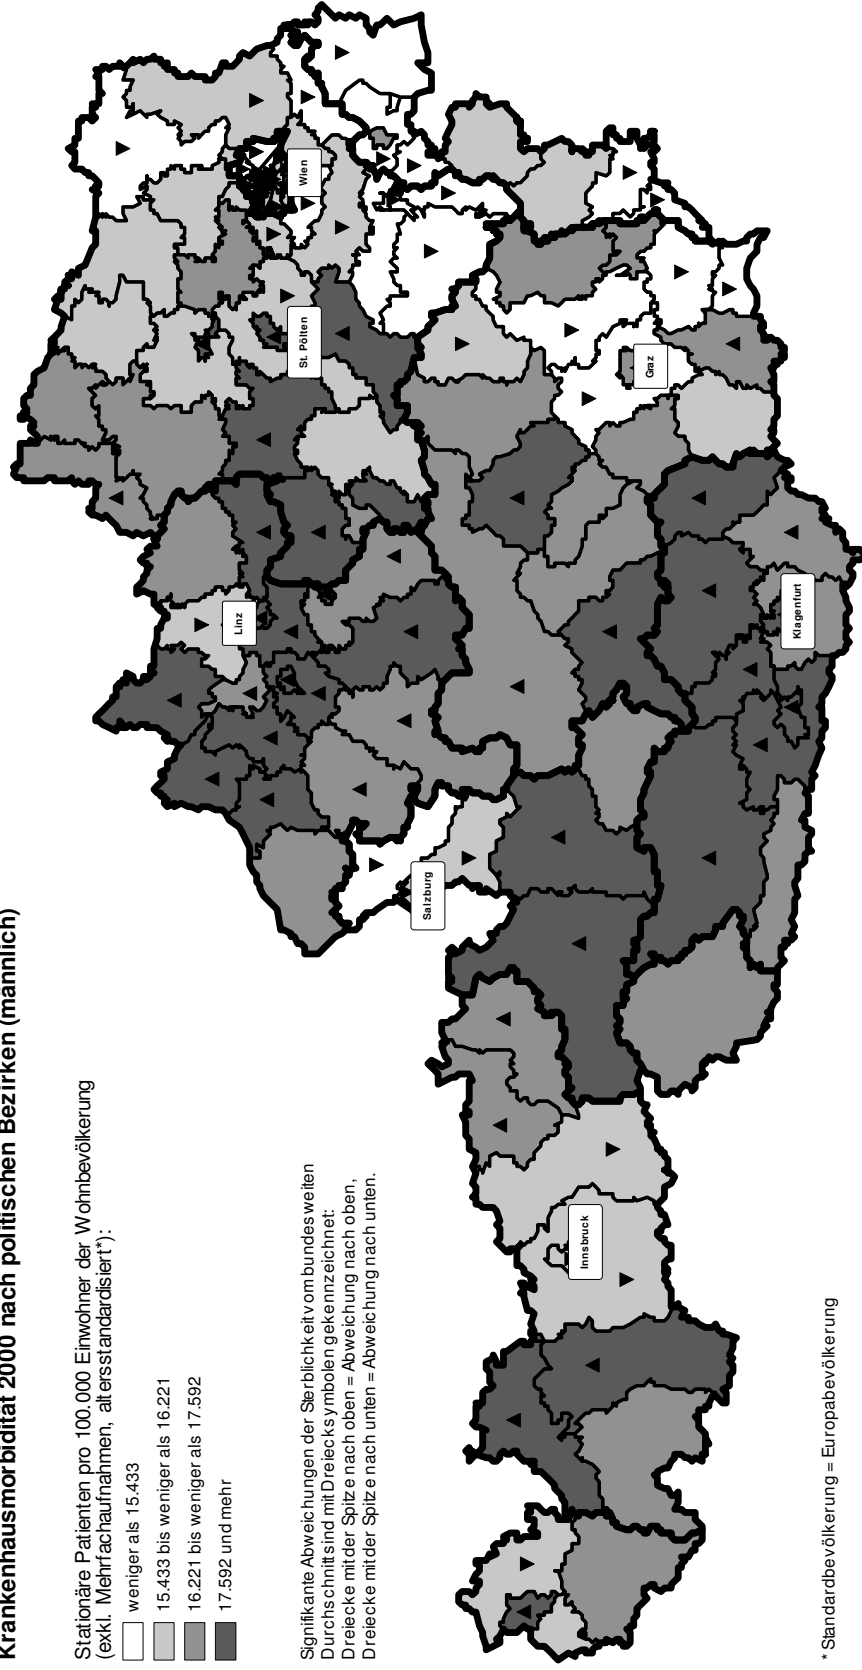 Krankenhausmorbidität 2000 nach politischen Bezirken (männlich)
Stationäre Patienten pro 100.000 Einwohner der Wohnbevölkerung
(exkl. Mehrfachaufnahmen, altersstandardisiert*):
weniger als 15.433
15.433 bis weniger als 16.221
16.221 bis weniger als 17.592
17.592 und mehr
Signifikante Abweichungen der Sterblichkeit vom bundesweiten
Durchschnitt sind mit Dreieckssymbolen gekennzeichnet:
Dreiecke mit der Spitze nach oben = Abweichung nach oben,
Dreiecke mit der Spitze nach unten = Abweichung nach unten.
Linz
St. Pölten
Wien
Salzburg
Innsbruck
Graz
Klagenfurt
* Standardbevölkerung = Europabevölkerung